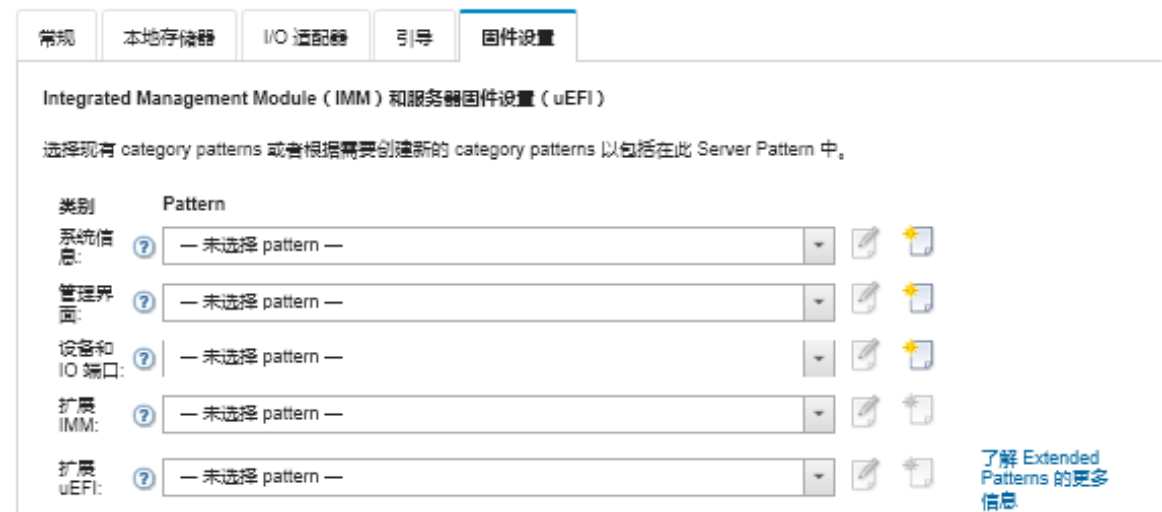 常规 本地存储器 I/O 适配器 引导 固件设置
Integrated Management Module（IMM）和服务器固件设置（uEFI）
选择现有 category patterns 或者根据需要创建新的 category patterns 以包括在此 Server Pattern 中。
类别 Pattern
系统信
息: ? — 未选择 pattern —
管理界
面: ? — 未选择 pattern —
设备和
IO 端口: ? — 未选择 pattern —
扩展
IMM: ? — 未选择 pattern —
扩展
uEFI: ? — 未选择 pattern —
了解 Extended
Patterns 的更多
信息